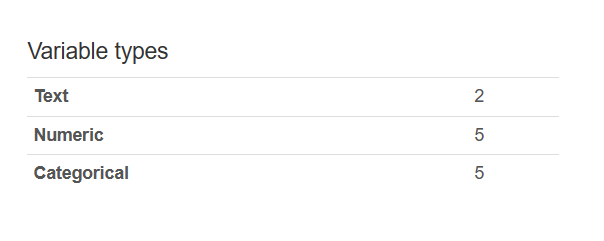 Variable types
Text 2
Numeric 5
Categorical 5